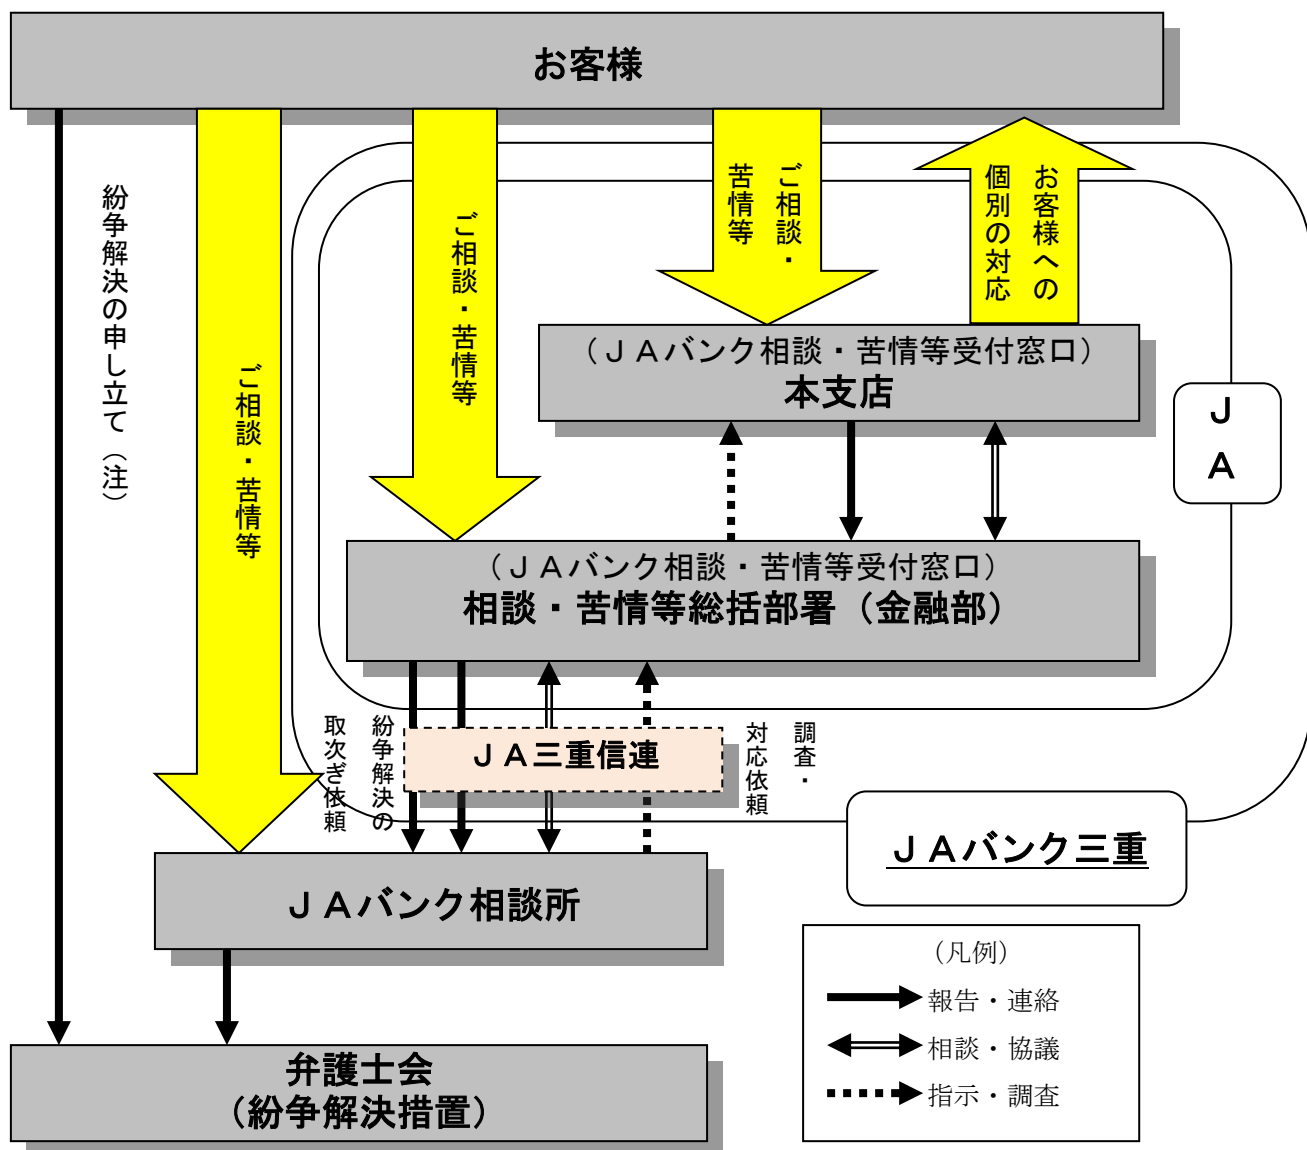 お客様
紛争解決の申し立て（注）
ご相談・苦情等
ご相談・苦情等
ご相談・
苦情等
お客様への
個別の対応
（ＪＡバンク相談・苦情等受付窓口）
本支店
Ｊ
Ａ
（ＪＡバンク相談・苦情等受付窓口）
相談・苦情等総括部署（金融部）
紛争解決の
取次ぎ依頼
ＪＡ三重信連
調査・
対応依頼
ＪＡバンク三重
ＪＡバンク相談所
（凡例）
報告・連絡
相談・協議
指示・調査
弁護士会
（紛争解決措置）